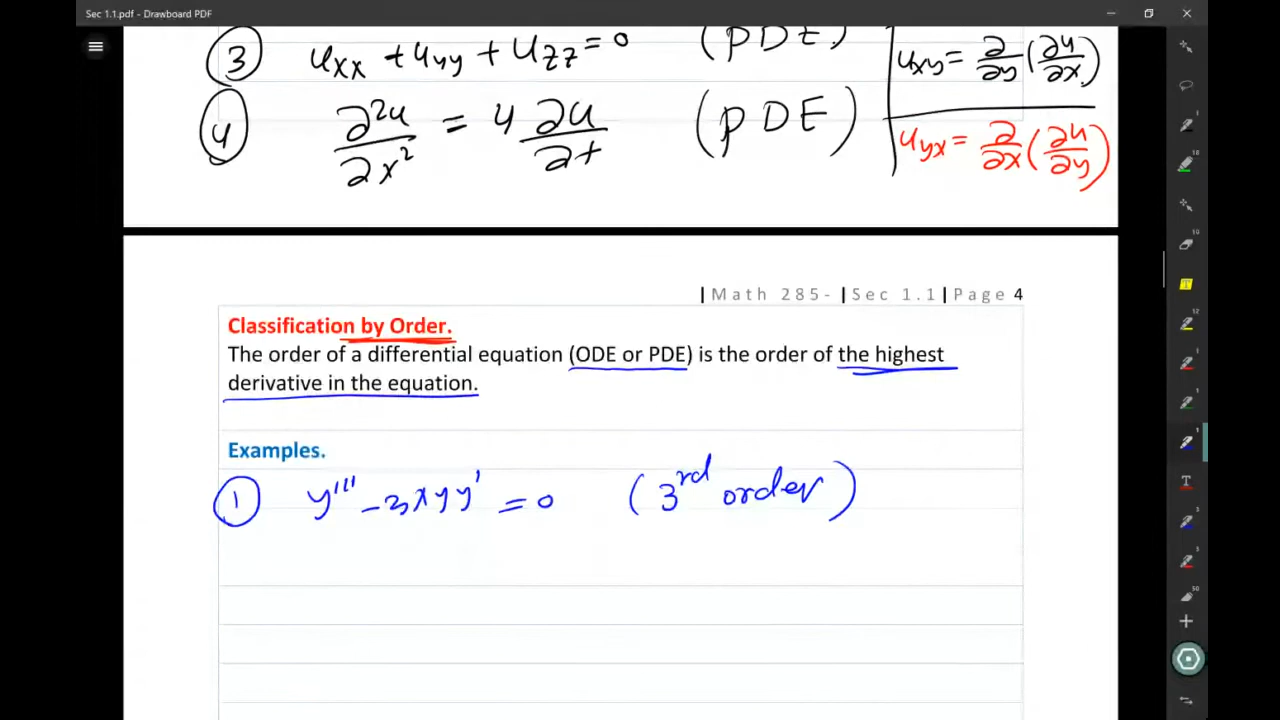 Sec 1.1.pdf - Drawboard PDF
③ uxx + uyy + uzz = 0 (PDE)
uxy = ∂/∂y (∂u/∂x)
④ ∂²u/∂x² = 4 ∂u/∂t (PDE)
uyx = ∂/∂x (∂u/∂y)
|Math 285- |Sec 1.1|Page 4
Classification by Order.
The order of a differential equation (ODE or PDE) is the order of the highest
derivative in the equation.
Examples.
① y''' - 3xyy' = 0 (3rd order)